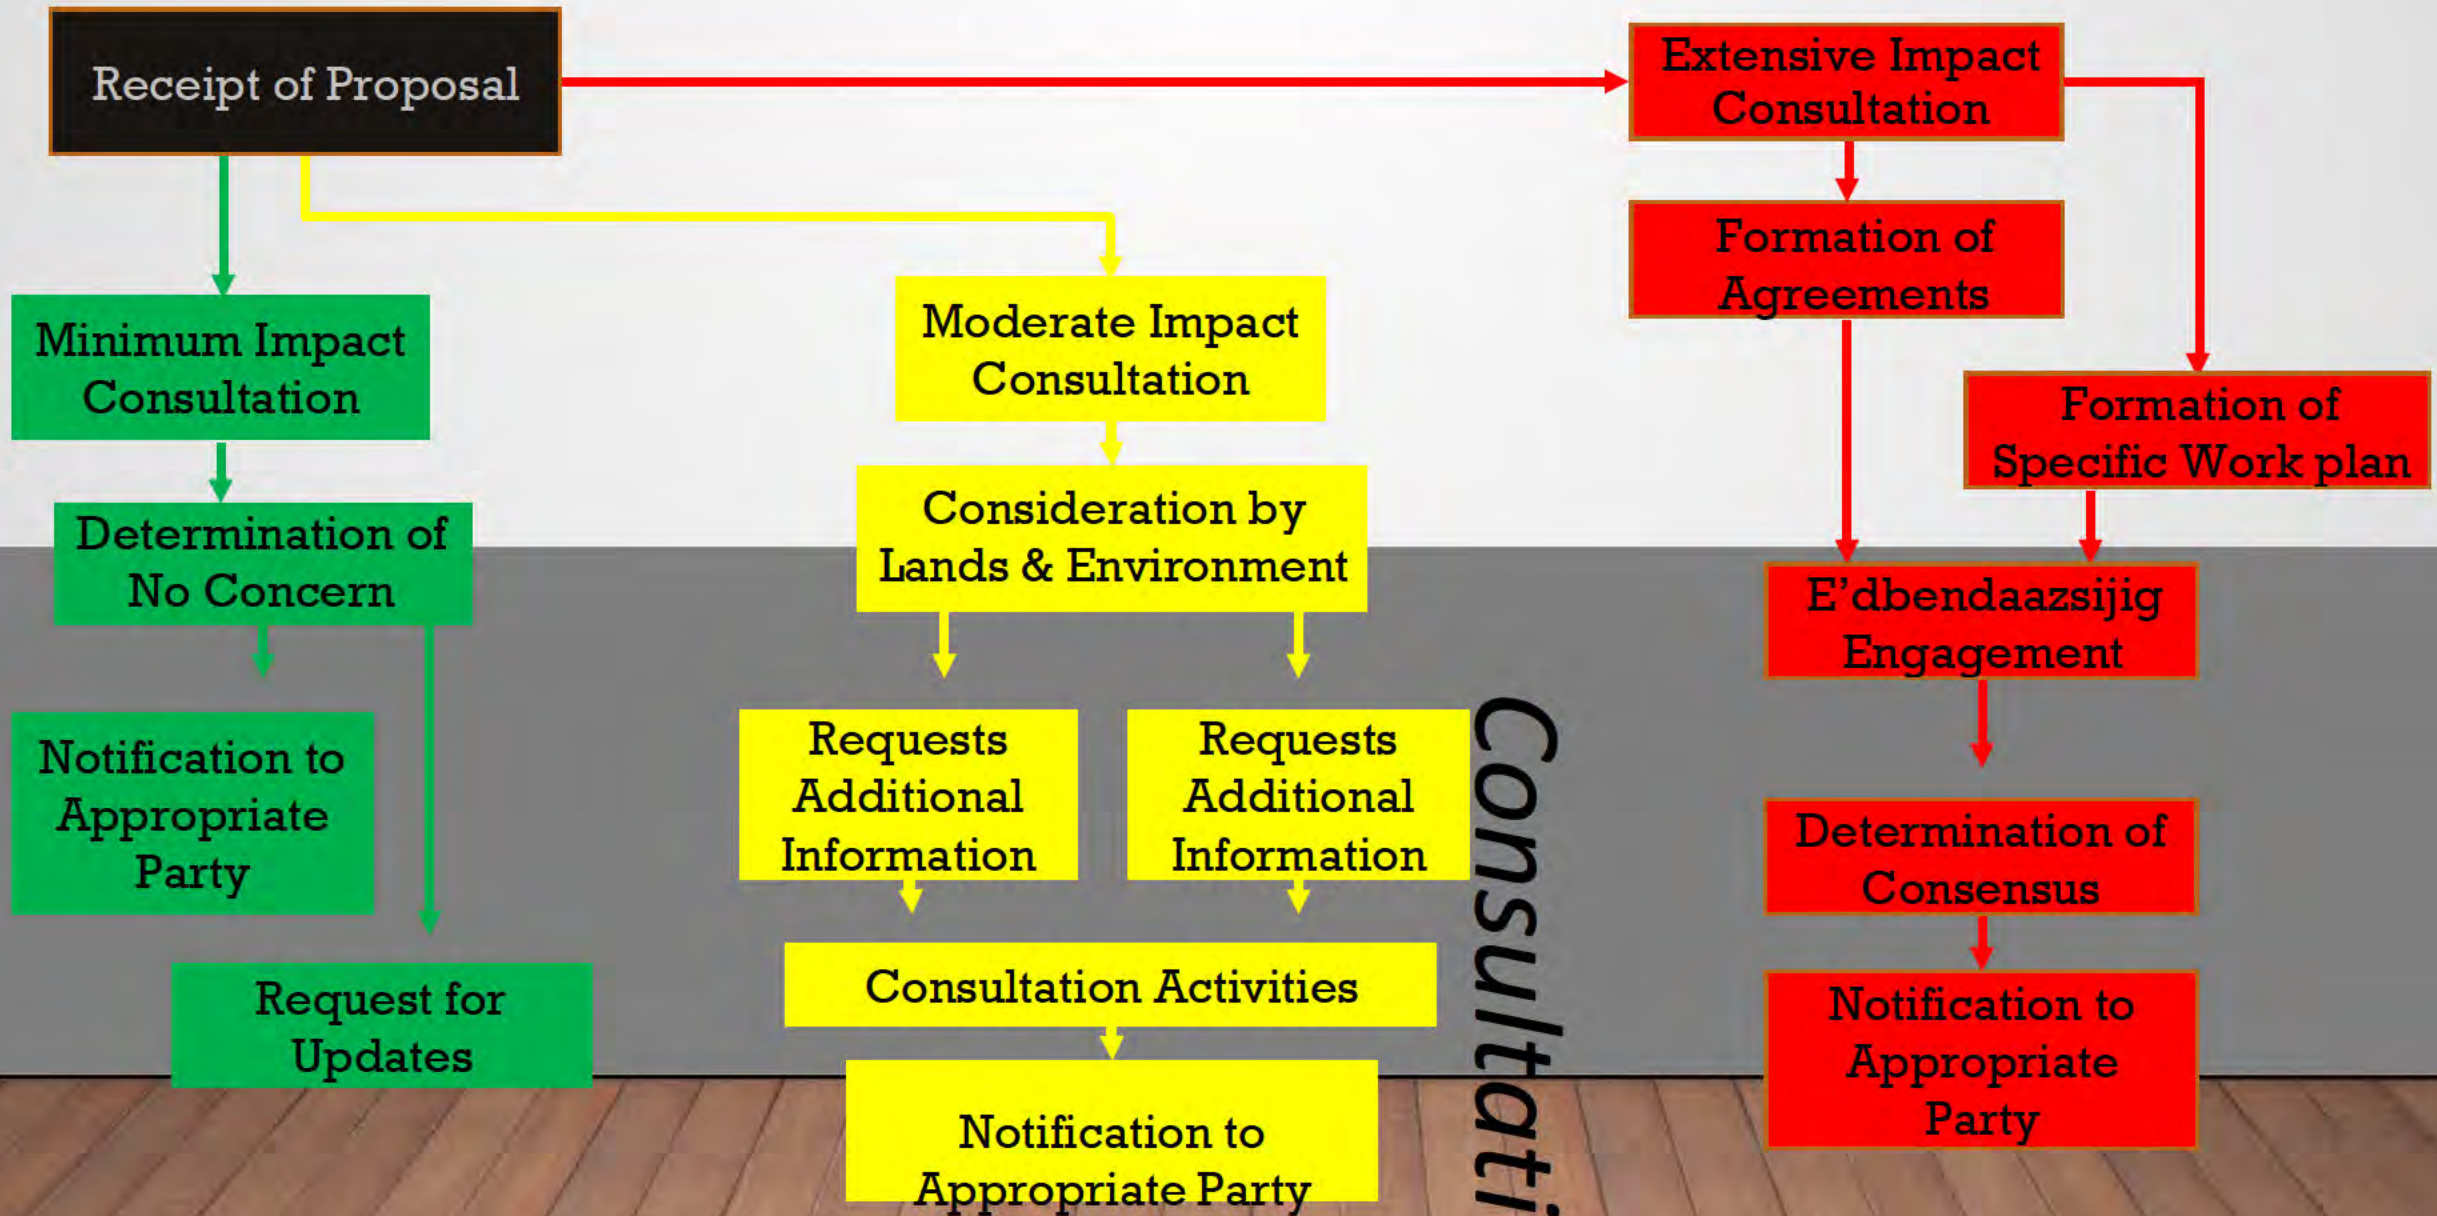 Receipt of Proposal
Minimum Impact
Consultation
Determination of
No Concern
Notification to
Appropriate
Party
Request for
Updates
Moderate Impact
Consultation
Consideration by
Lands & Environment
Requests
Additional
Information
Requests
Additional
Information
Consultation Activities
Notification to
Appropriate Party
Consultati
Extensive Impact
Consultation
Formation of
Agreements
Formation of
Specific Work plan
E'dbendaazsijig
Engagement
Determination of
Consensus
Notification to
Appropriate
Party